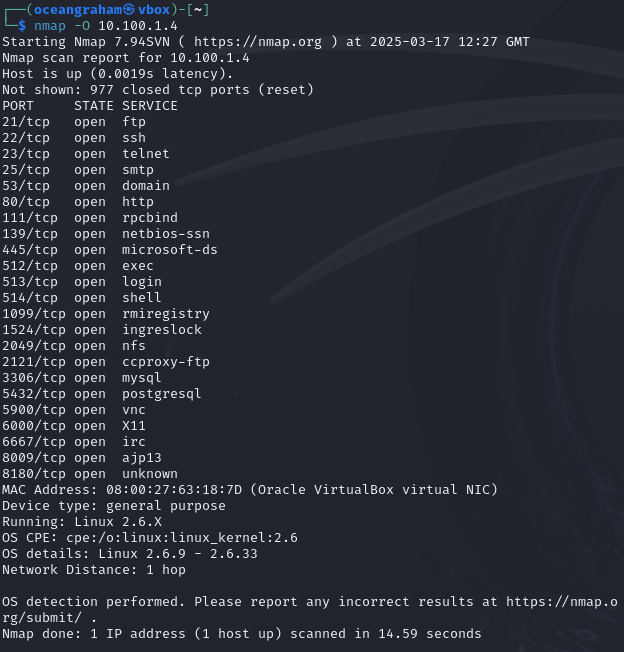 ┌──(oceangraham㉿vbox)-[~]
└─$ nmap -O 10.100.1.4
Starting Nmap 7.94SVN ( https://nmap.org ) at 2025-03-17 12:27 GMT
Nmap scan report for 10.100.1.4
Host is up (0.0019s latency).
Not shown: 977 closed tcp ports (reset)
PORT     STATE SERVICE
21/tcp   open  ftp
22/tcp   open  ssh
23/tcp   open  telnet
25/tcp   open  smtp
53/tcp   open  domain
80/tcp   open  http
111/tcp  open  rpcbind
139/tcp  open  netbios-ssn
445/tcp  open  microsoft-ds
512/tcp  open  exec
513/tcp  open  login
514/tcp  open  shell
1099/tcp open  rmiregistry
1524/tcp open  ingreslock
2049/tcp open  nfs
2121/tcp open  ccproxy-ftp
3306/tcp open  mysql
5432/tcp open  postgresql
5900/tcp open  vnc
6000/tcp open  X11
6667/tcp open  irc
8009/tcp open  ajp13
8180/tcp open  unknown
MAC Address: 08:00:27:63:18:7D (Oracle VirtualBox virtual NIC)
Device type: general purpose
Running: Linux 2.6.X
OS CPE: cpe:/o:linux:linux_kernel:2.6
OS details: Linux 2.6.9 - 2.6.33
Network Distance: 1 hop

OS detection performed. Please report any incorrect results at https://nmap.o
rg/submit/ .
Nmap done: 1 IP address (1 host up) scanned in 14.59 seconds